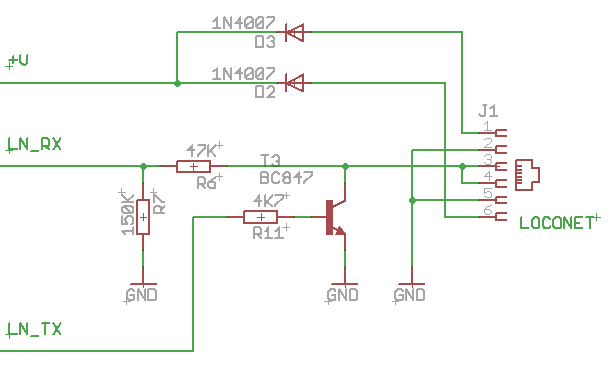 1N4007
D3
+U
1N4007
D2
J1
1
2
3
4
5
6
LN_RX
47K
R6
T3
BC847
150K
R7
4K7
R11
LOCONET
GND
GND
GND
LN_TX